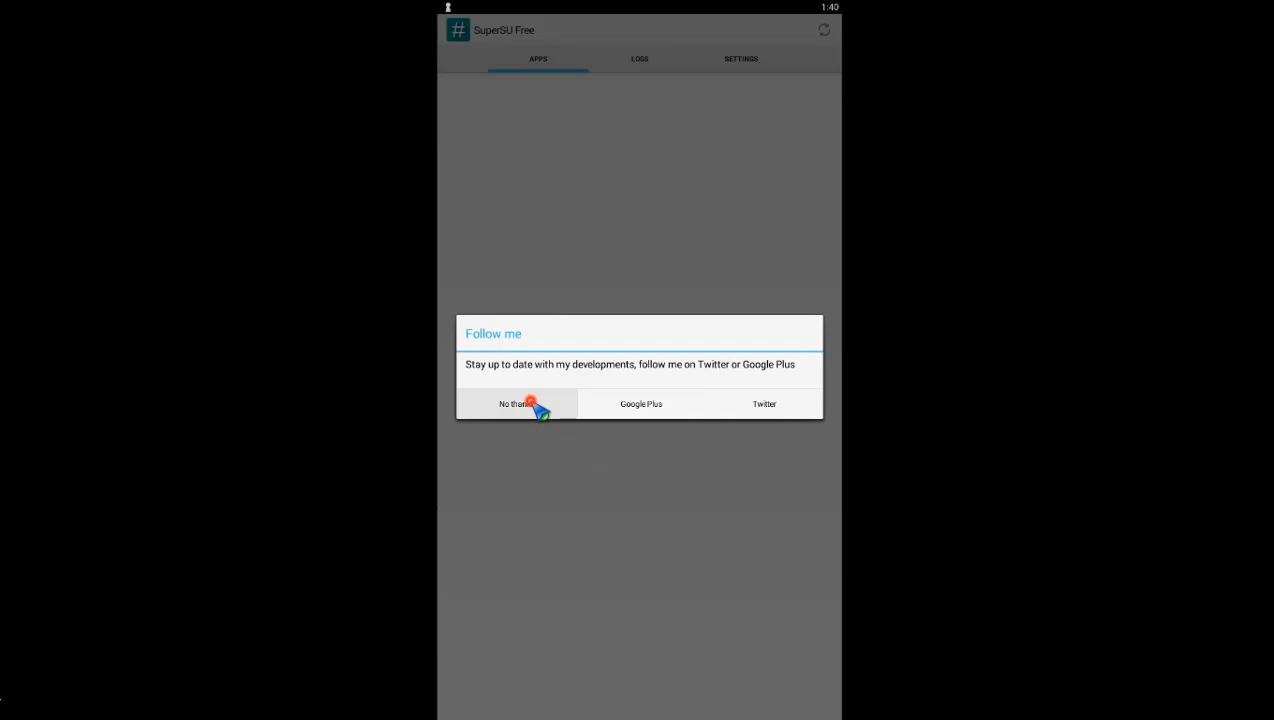 1:40
# SuperSU Free
APPS LOGS SETTINGS
Follow me
Stay up to date with my developments, follow me on Twitter or Google Plus
No Google Plus Twitter